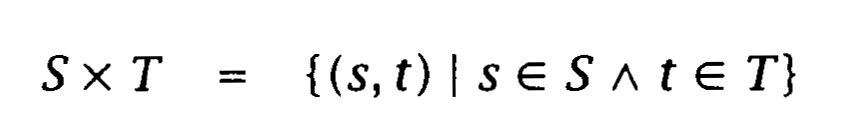 S × T = {(s, t) | s ∈ S ∧ t ∈ T}